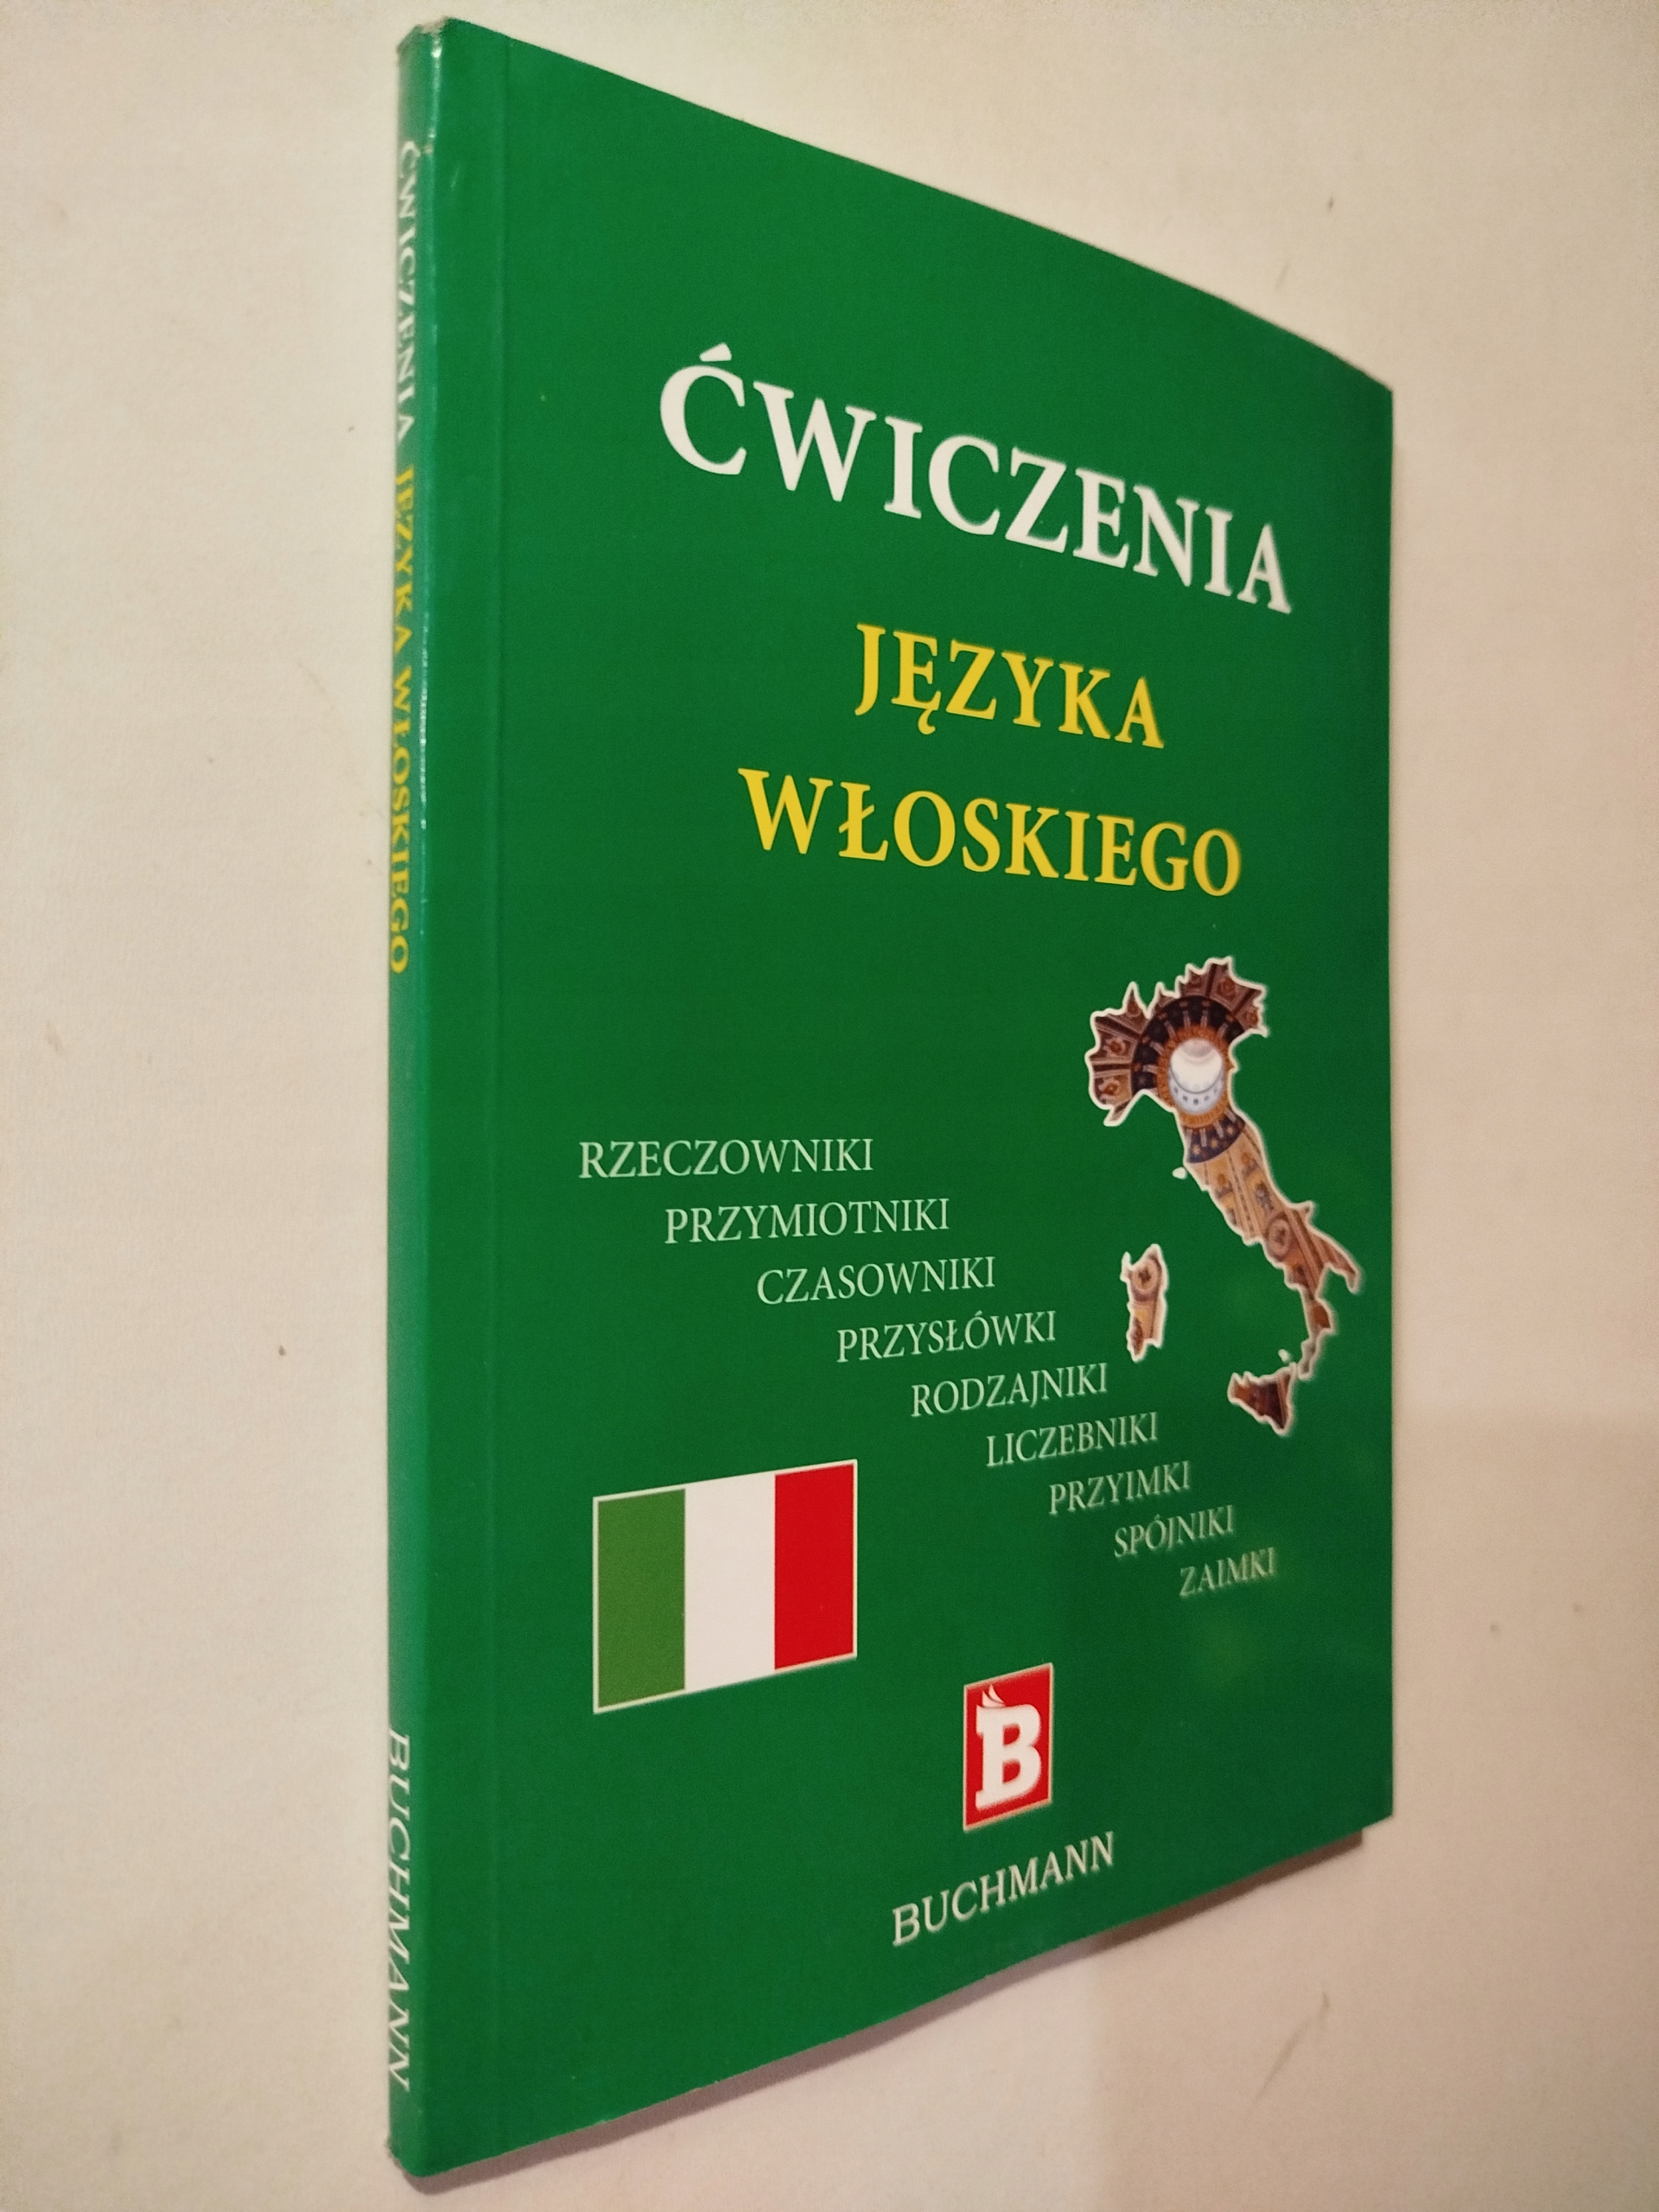 ĆWICZENIA JĘZYKA WŁOSKIEGO BUCHMANN
ĆWICZENIA
JĘZYKA
WŁOSKIEGO
RZECZOWNIKI
PRZYMIOTNIKI
CZASOWNIKI
PRZYSŁÓWKI
RODZAJNIKI
LICZEBNIKI
PRZYIMKI
SPÓJNIKI
ZAIMKI
B
BUCHMANN